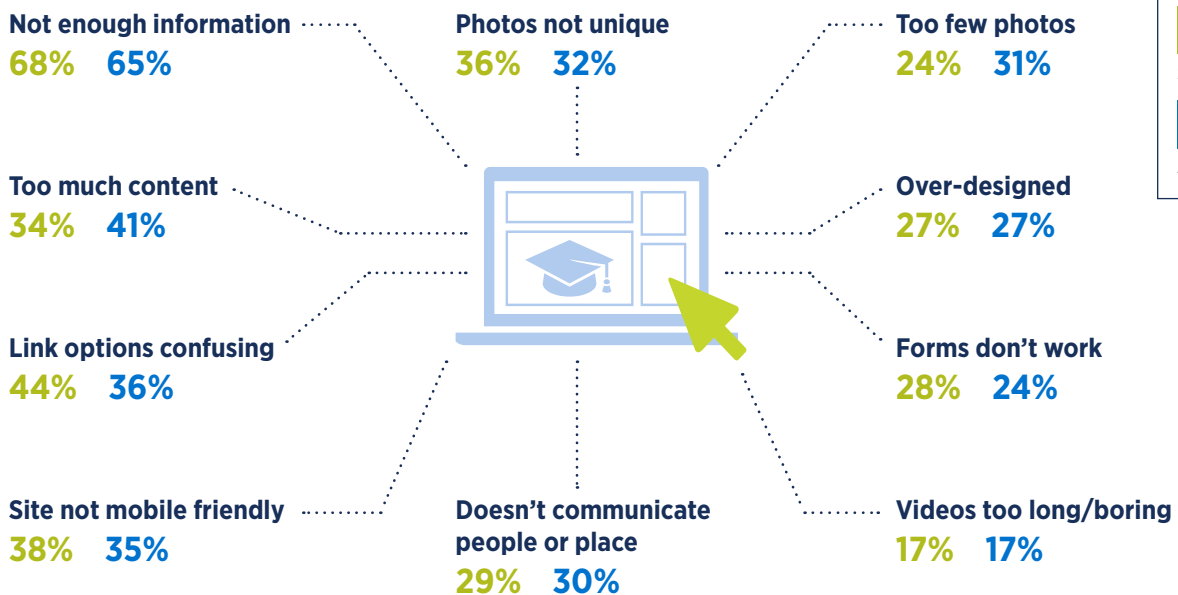 Not enough information
68% 65%
Photos not unique
36% 32%
Too few photos
24% 31%
Too much content
34% 41%
Over-designed
27% 27%
Link options confusing
44% 36%
Forms don’t work
28% 24%
Site not mobile friendly
38% 35%
Doesn’t communicate
people or place
29% 30%
Videos too long/boring
17% 17%